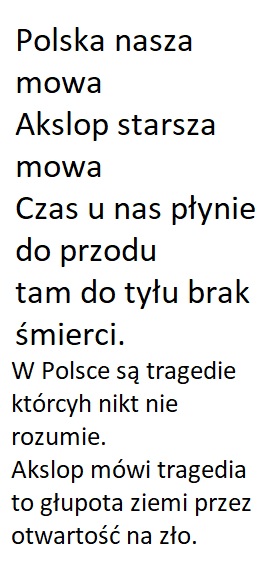 Polska nasza
mowa
Akslop starsza
mowa
Czas u nas płynie
do przodu
tam do tyłu brak
śmierci.
W Polsce są tragedie
którcyh nikt nie
rozumie.
Akslop mówi tragedia
to głupota ziemi przez
otwartość na zło.